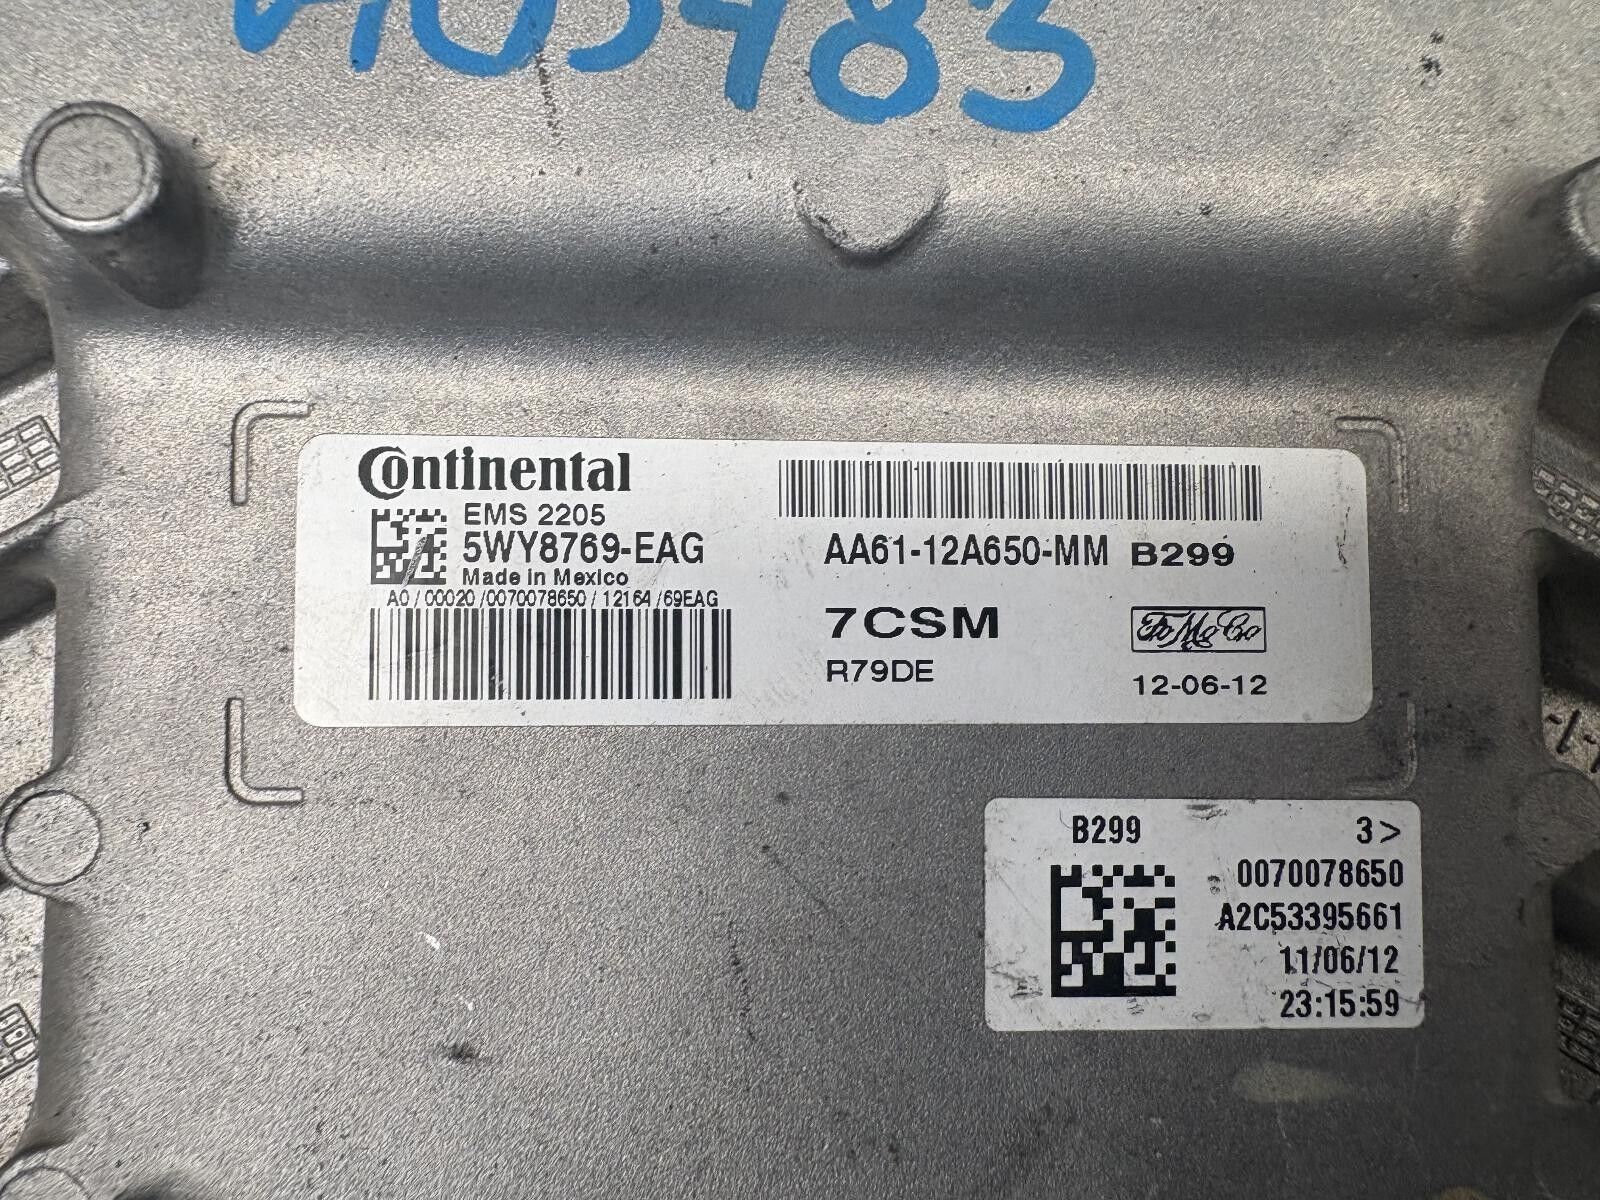 Continental
EMS 2205
5WY8769-EAG
Made in Mexico
A0/00020/0070078650/12164/69EAG
AA61-12A650-MM B299
7CSM
FoMoCo
R79DE
12-06-12
B299 3>
0070078650
A2C53395661
11/06/12
23:15:59